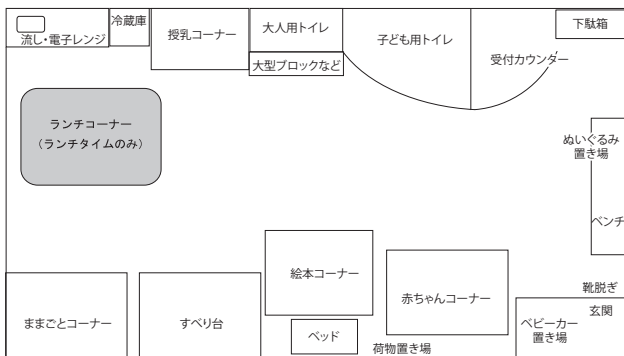 流し・電子レンジ
冷蔵庫
授乳コーナー
大人用トイレ
大型ブロックなど
子ども用トイレ
受付カウンター
下駄箱
ランチコーナー
（ランチタイムのみ）
ぬいぐるみ
置き場
ベンチ
絵本コーナー
赤ちゃんコーナー
靴脱ぎ
玄関
ままごとコーナー
すべり台
ベッド
荷物置き場
ベビーカー
置き場